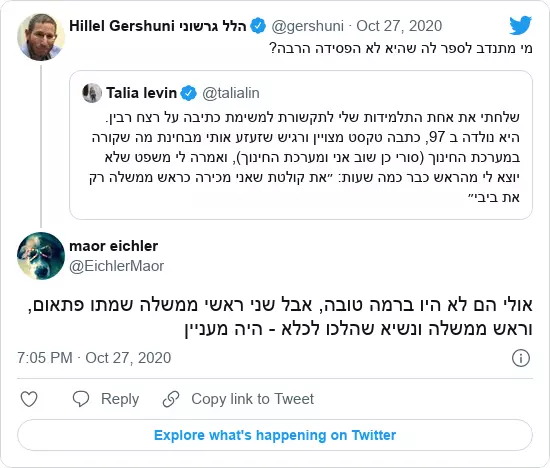 Hillel Gershuni הלל גרשוני @gershuni · Oct 27, 2020
מי מתנדב לספר לה שהיא לא הפסידה הרבה?
Talia levin @talialin
שלחתי את אחת התלמידות שלי לתקשורת למשימת כתיבה על רצח רבין.
היא נולדה ב 97, כתבה טקסט מצויין ורגיש שזעזע אותי מבחינת מה שקורה
במערכת החינוך (סורי כן שוב אני ומערכת החינוך), ואמרה לי משפט שלא
יוצא לי מהראש כבר כמה שעות: ״את קולטת שאני מכירה כראש ממשלה רק
את ביבי״
maor eichler
@EichlerMaor
אולי הם לא היו ברמה טובה, אבל שני ראשי ממשלה שמתו פתאום,
וראש ממשלה ונשיא שהלכו לכלא - היה מעניין
7:05 PM · Oct 27, 2020
Reply Copy link to Tweet
Explore what's happening on Twitter